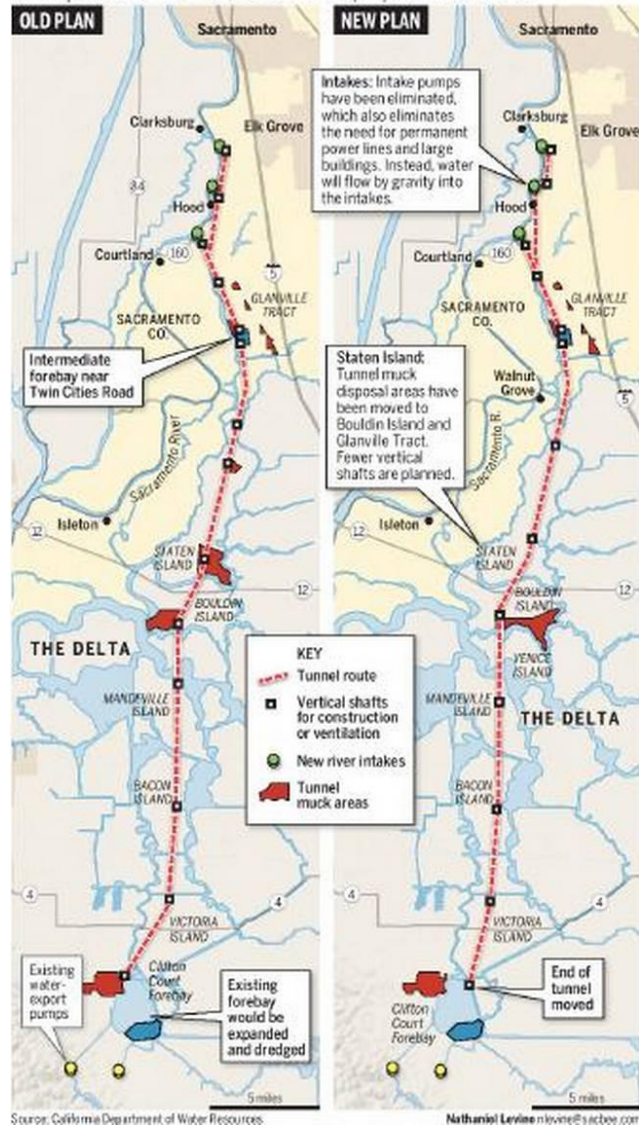 OLD PLAN
Sacramento
Clarksburg
Elk Grove
84
Hood
Courtland
160
5
GLANVILLE
TRACT
SACRAMENTO
CO.
Intermediate
forebay near
Twin Cities Road
Sacramento River
12
Isleton
STATEN
ISLAND
12
BOULDIN
ISLAND
THE DELTA
MANDEVILLE
ISLAND
BACON
ISLAND
4
4
VICTORIA
ISLAND
Existing
water-
export
pumps
Clifton
Court
Forebay
Existing
forebay
would be
expanded
and dredged
5 miles
NEW PLAN
Sacramento
Intakes: Intake pumps
have been eliminated,
which also eliminates
the need for permanent
power lines and large
buildings. Instead, water
will flow by gravity into
the intakes.
Clarksburg
Elk Grove
Hood
Courtland
160
GLANVILLE
TRACT
SACRAMENTO
CO.
Staten Island:
Tunnel muck
disposal areas have
been moved to
Bouldin Island and
Glanville Tract.
Fewer vertical
shafts are planned.
Walnut
Grove
5
Sacramento R.
12
Isleton
STATEN
ISLAND
12
BOULDIN
ISLAND
VENICE
ISLAND
MANDEVILLE
ISLAND
THE DELTA
BACON
ISLAND
4
4
VICTORIA
ISLAND
End of
tunnel
moved
Clifton
Court
Forebay
5 miles
KEY
Tunnel route
Vertical shafts
for construction
or ventilation
New river intakes
Tunnel
muck areas
Source: California Department of Water Resources
Nathaniel Levine nlevine@sacbee.com